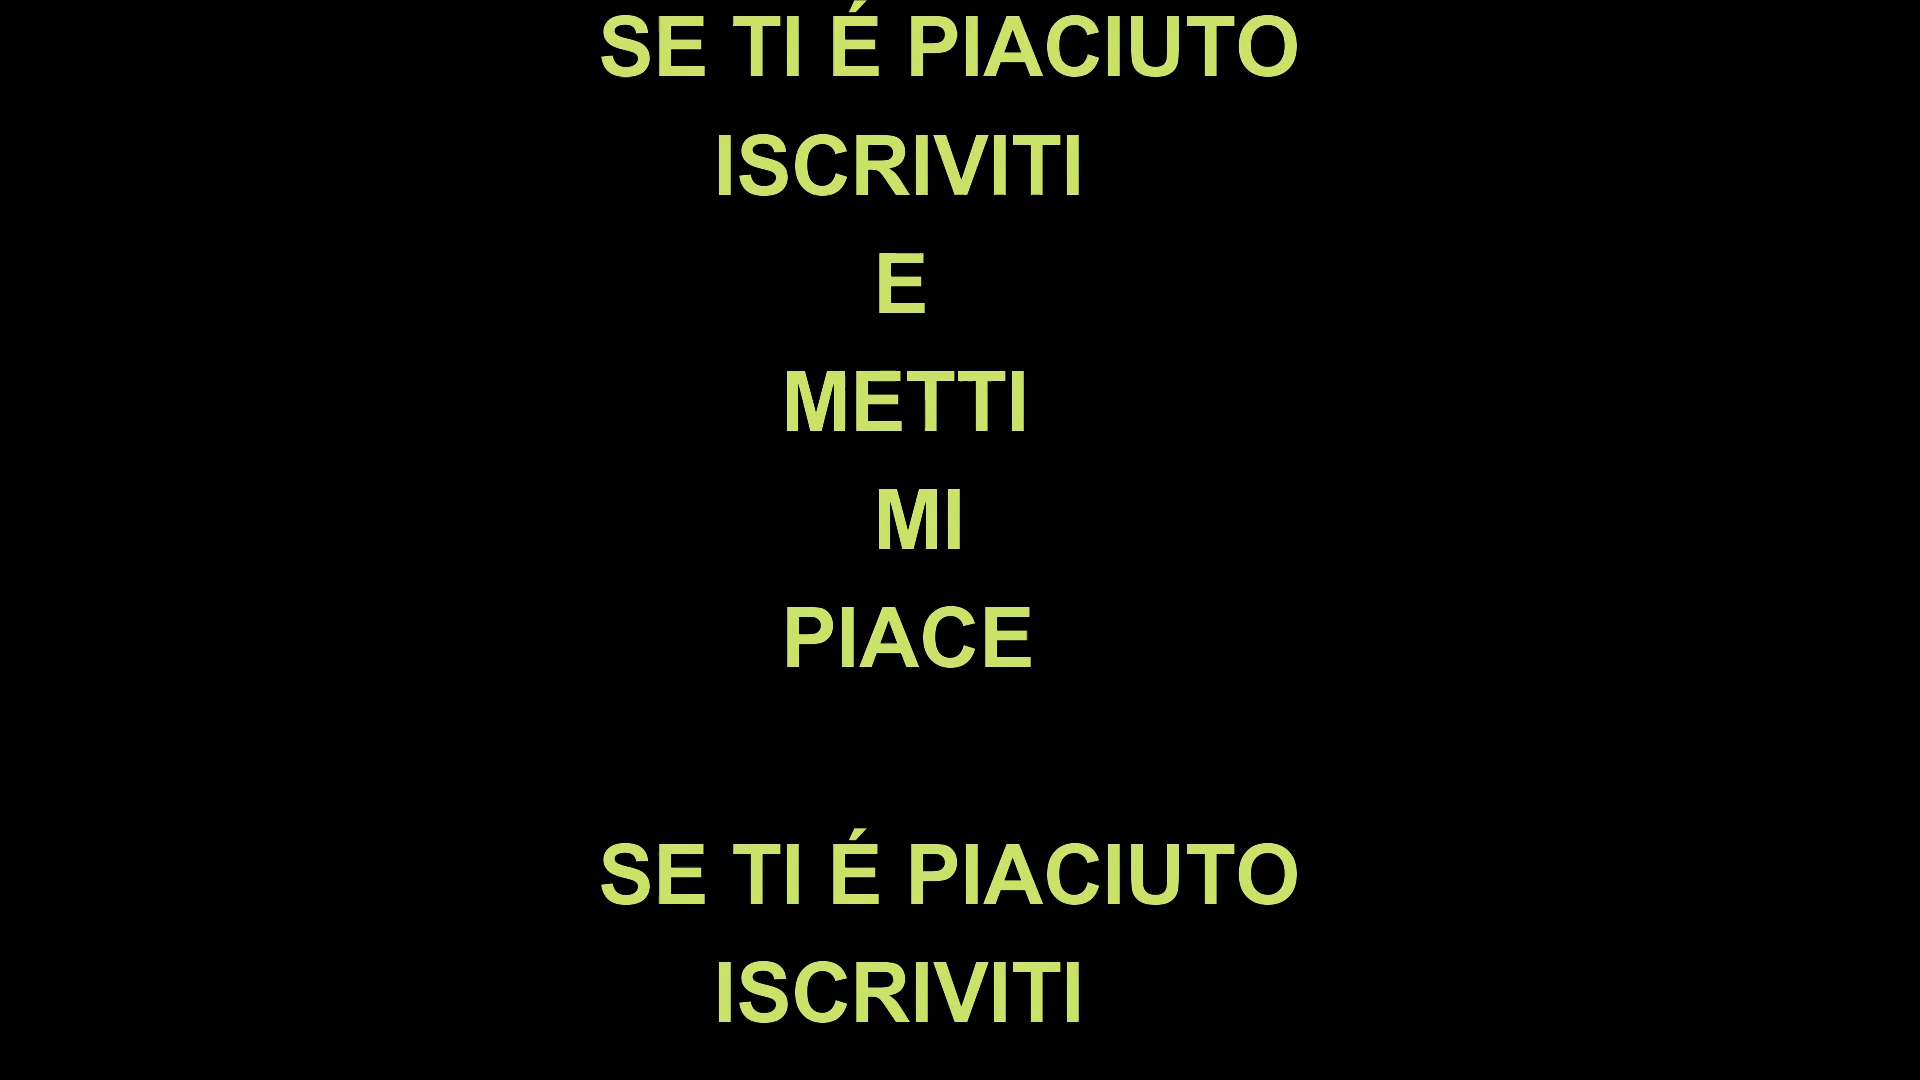 SE TI É PIACIUTO
ISCRIVITI
E
METTI
MI
PIACE
SE TI É PIACIUTO
ISCRIVITI